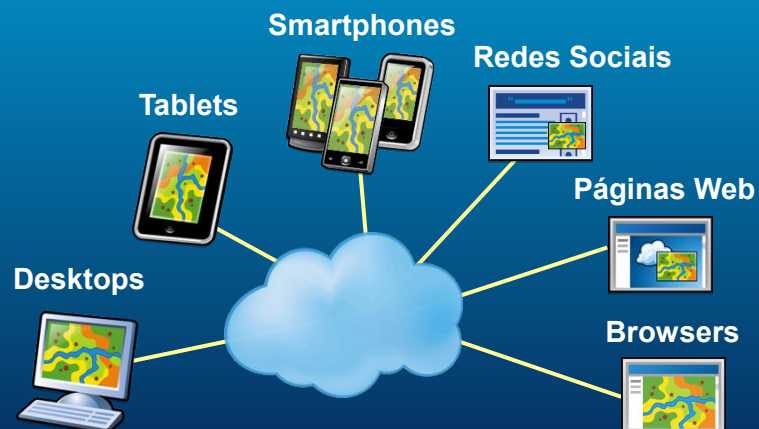 Smartphones
Redes Sociais
Tablets
Páginas Web
Desktops
Browsers